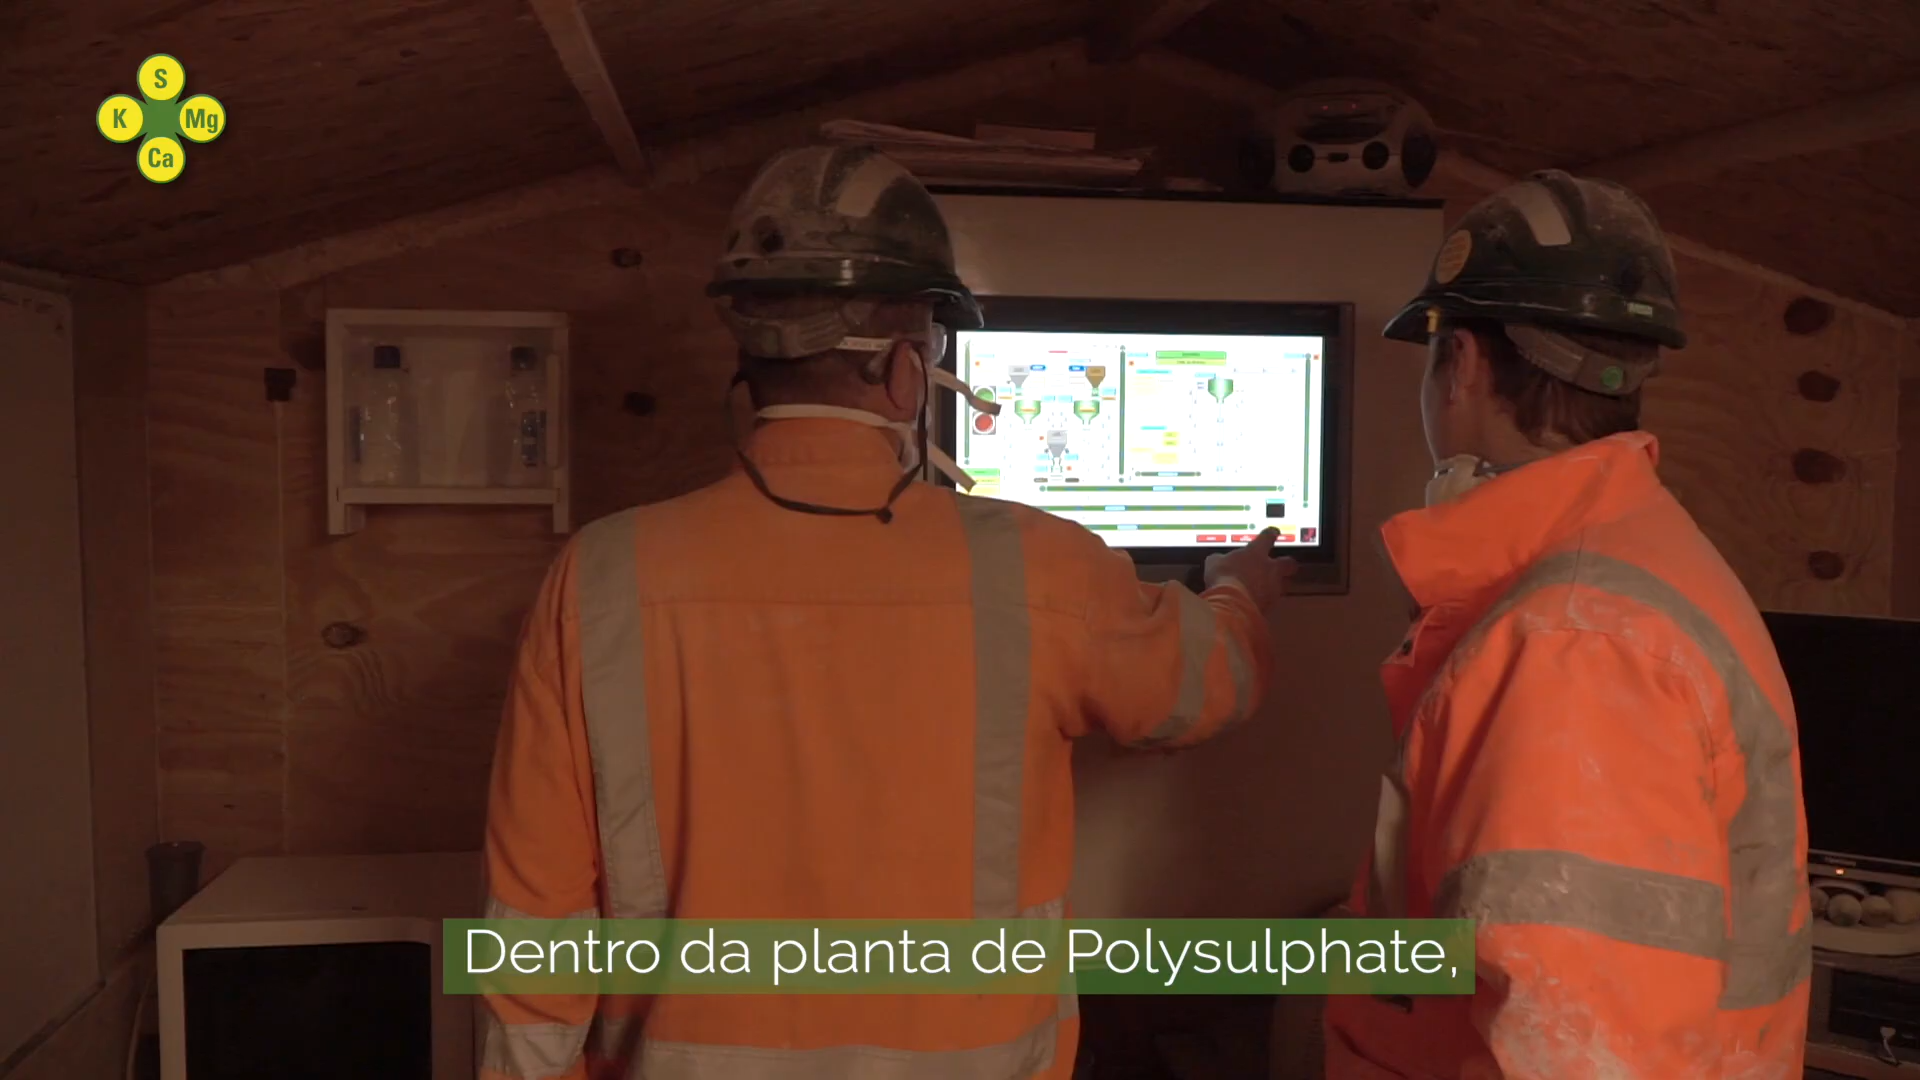 S
K Mg
Ca
Dentro da planta de Polysulphate,